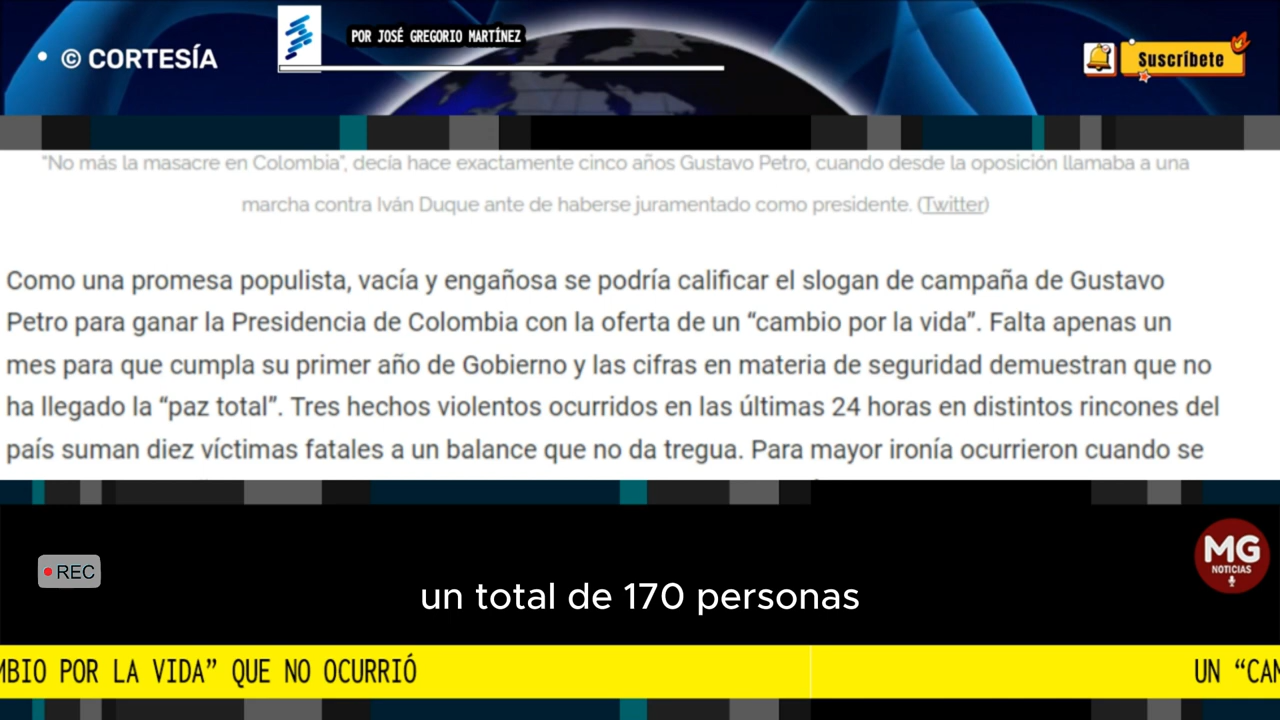 • © CORTESÍA
POR JOSÉ GREGORIO MARTÍNEZ
Suscríbete
"No más la masacre en Colombia", decía hace exactamente cinco años Gustavo Petro, cuando desde la oposición llamaba a una
marcha contra Iván Duque ante de haberse juramentado como presidente. (Twitter)
Como una promesa populista, vacía y engañosa se podría calificar el slogan de campaña de Gustavo
Petro para ganar la Presidencia de Colombia con la oferta de un “cambio por la vida”. Falta apenas un
mes para que cumpla su primer año de Gobierno y las cifras en materia de seguridad demuestran que no
ha llegado la “paz total”. Tres hechos violentos ocurridos en las últimas 24 horas en distintos rincones del
país suman diez víctimas fatales a un balance que no da tregua. Para mayor ironía ocurrieron cuando se
REC
un total de 170 personas
MG
NOTICIAS
MBIO POR LA VIDA” QUE NO OCURRIÓ
UN “CAM